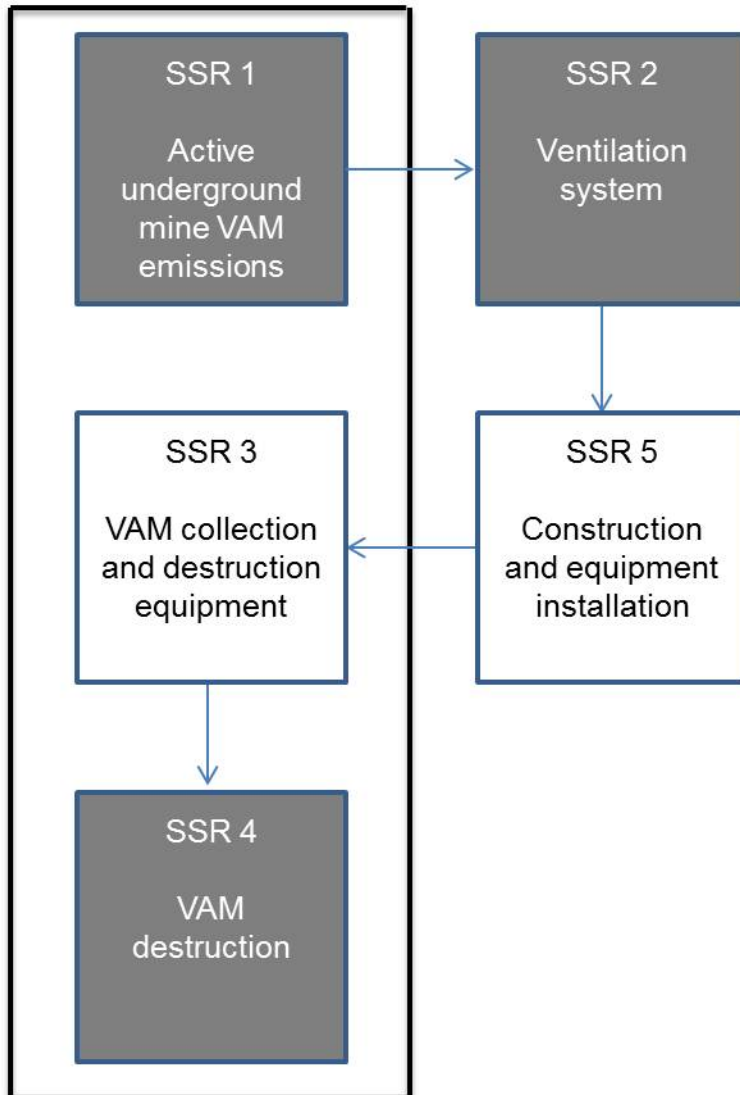 SSR 1
Active
underground
mine VAM
emissions
SSR 2
Ventilation
system
SSR 3
VAM collection
and destruction
equipment
SSR 5
Construction
and equipment
installation
SSR 4
VAM
destruction